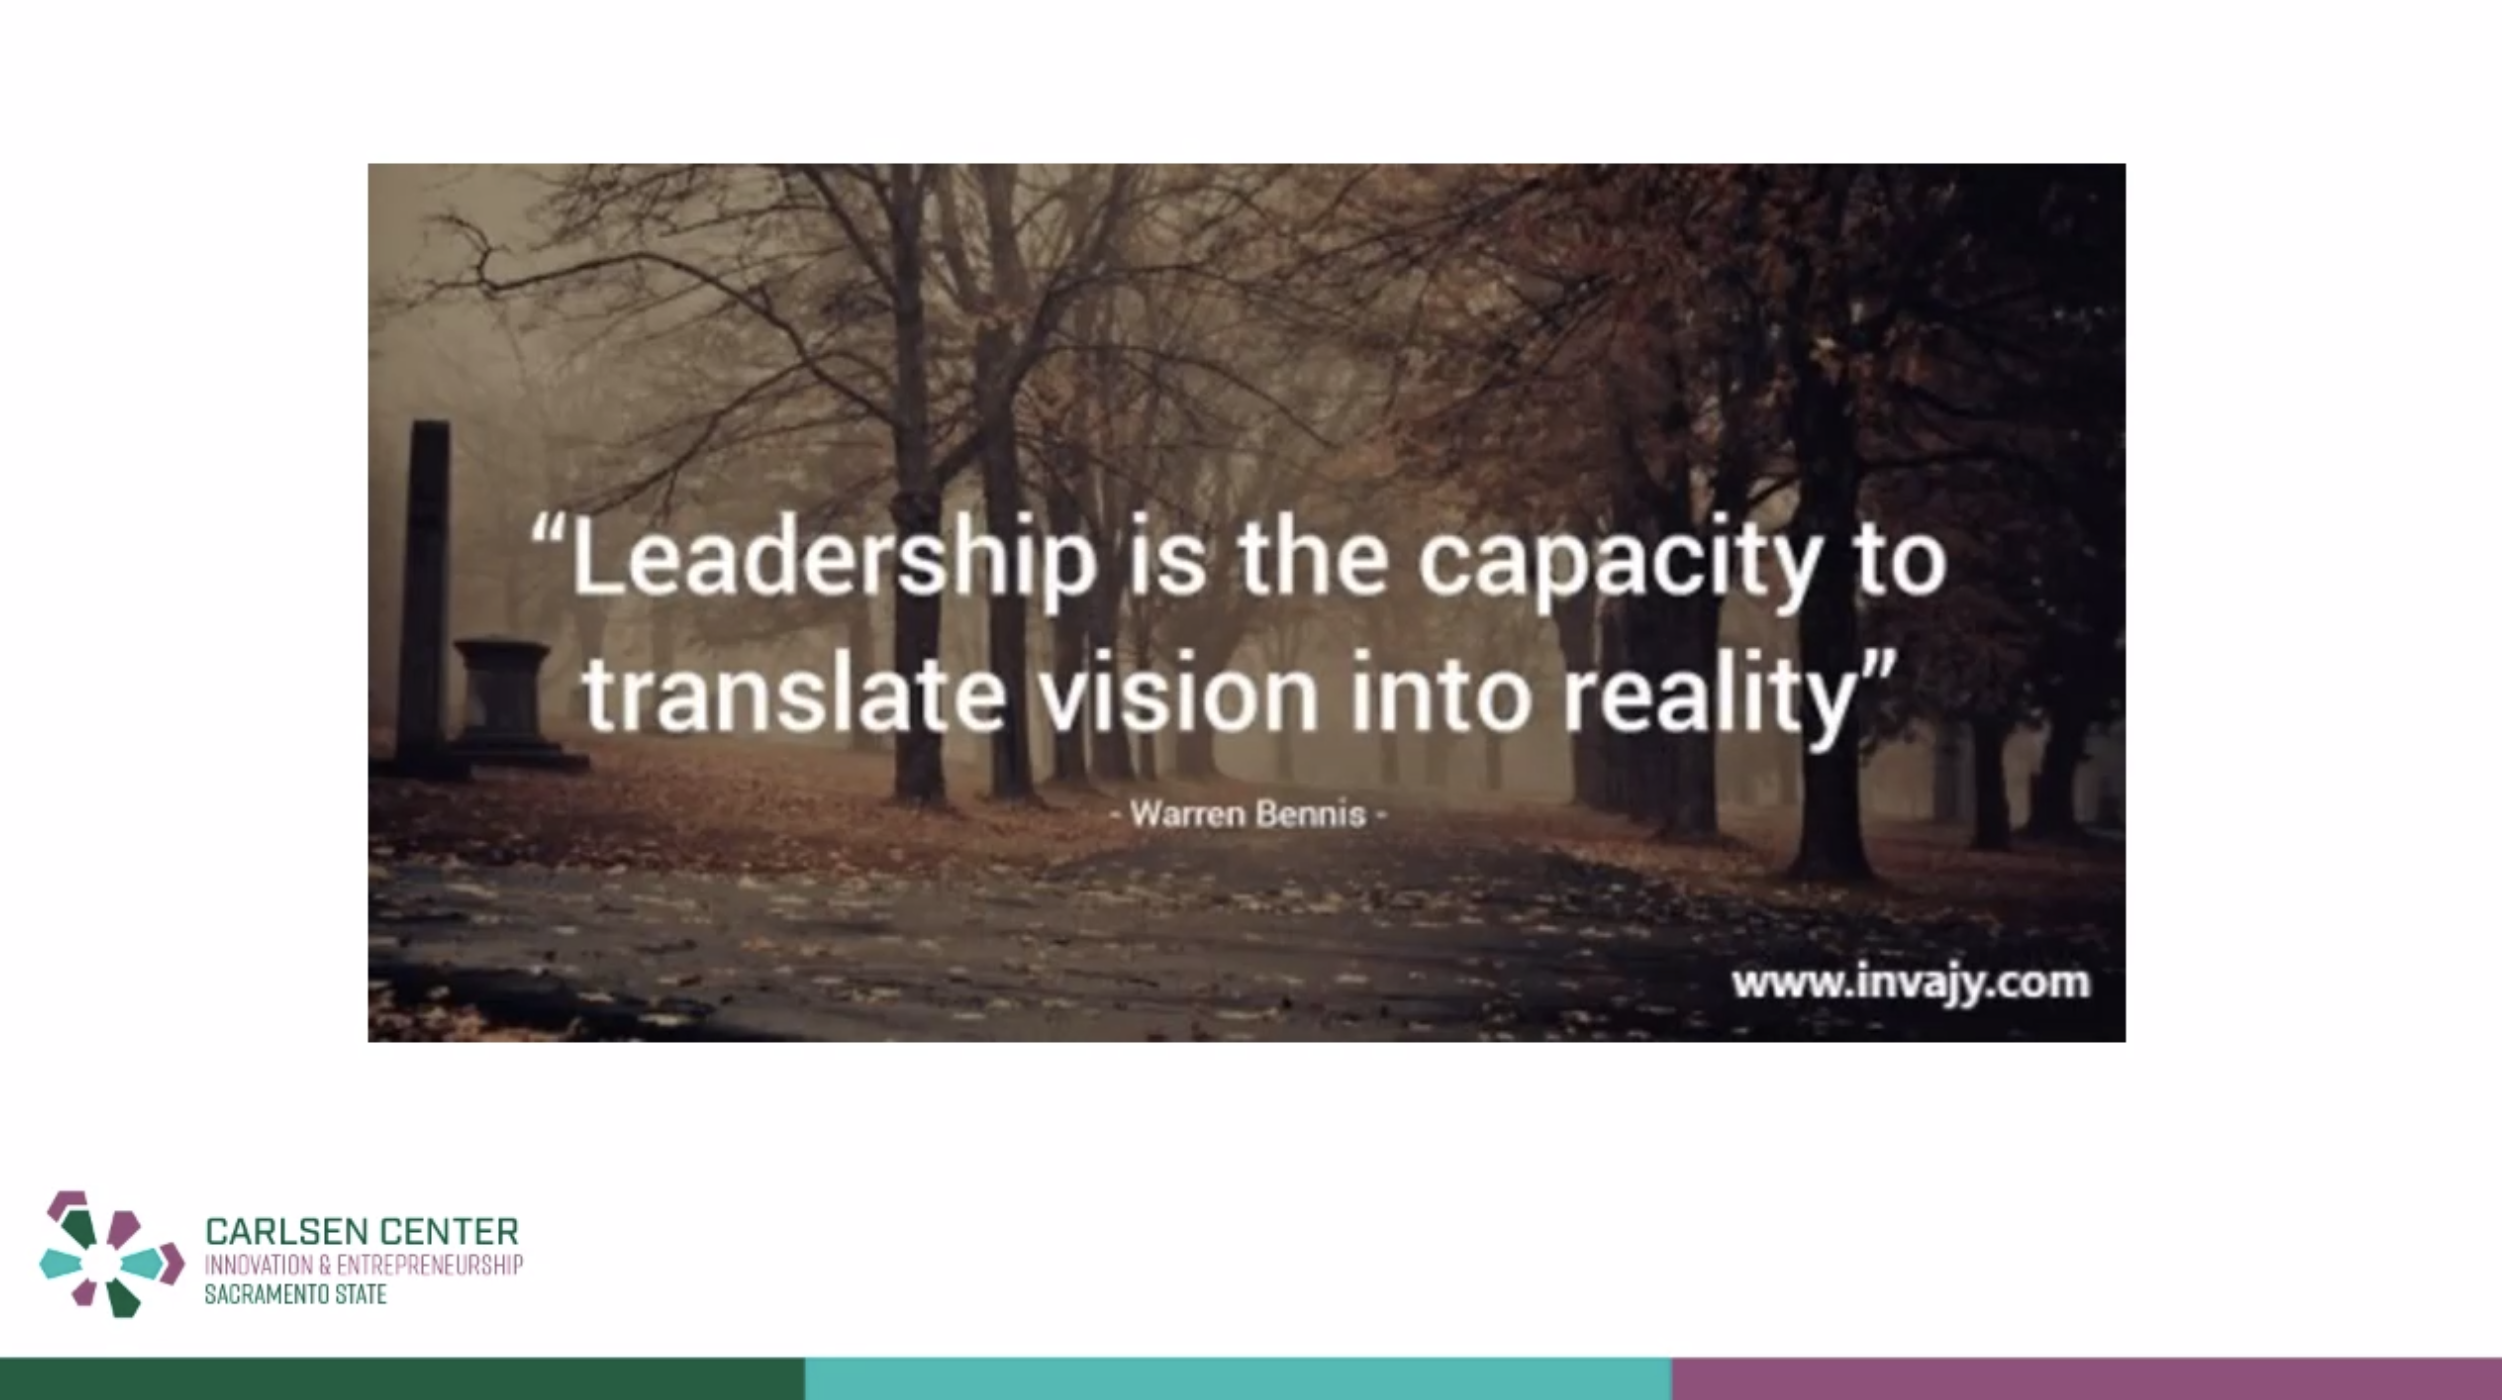 “Leadership is the capacity to
translate vision into reality”
- Warren Bennis -
www.invajy.com
CARLSEN CENTER
INNOVATION & ENTREPRENEURSHIP
SACRAMENTO STATE